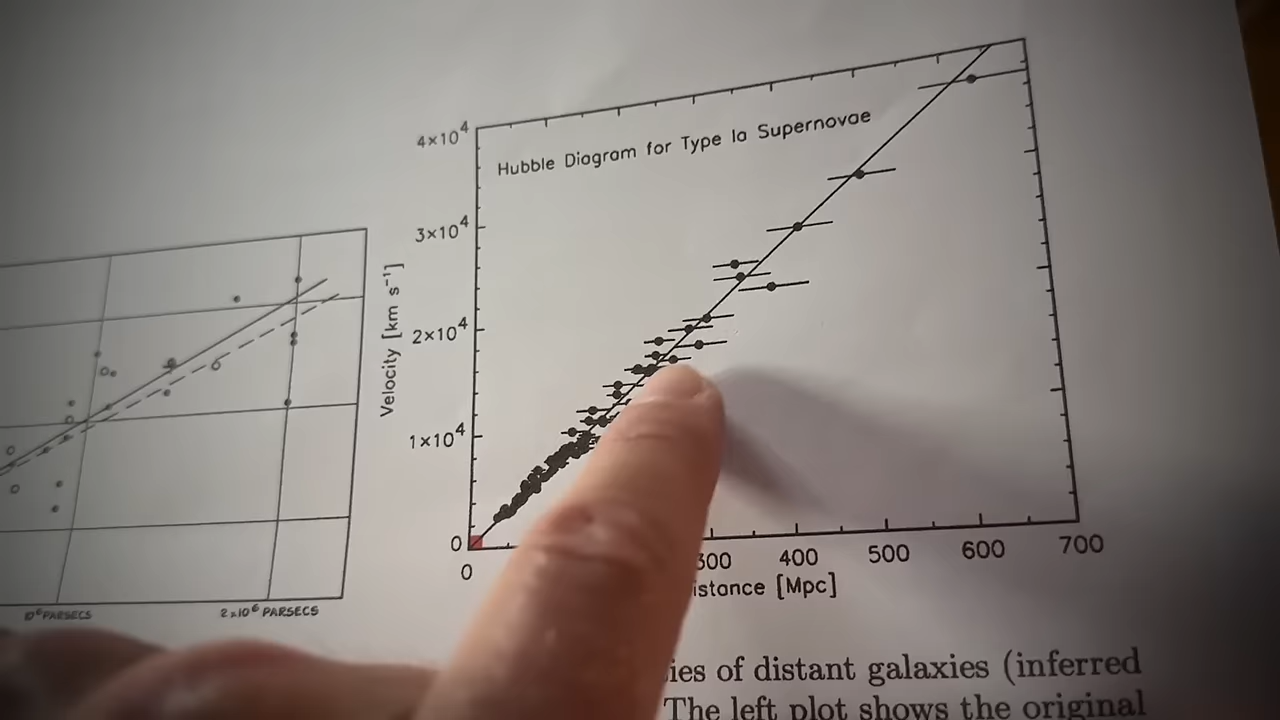 Hubble Diagram for Type Ia Supernovae
4×10⁴
3×10⁴
2×10⁴
1×10⁴
0
Velocity [km s⁻¹]
0
300 400 500 600 700
istance [Mpc]
10⁶ PARSECS
2×10⁶ PARSECS
ies of distant galaxies (inferred
The left plot shows the original